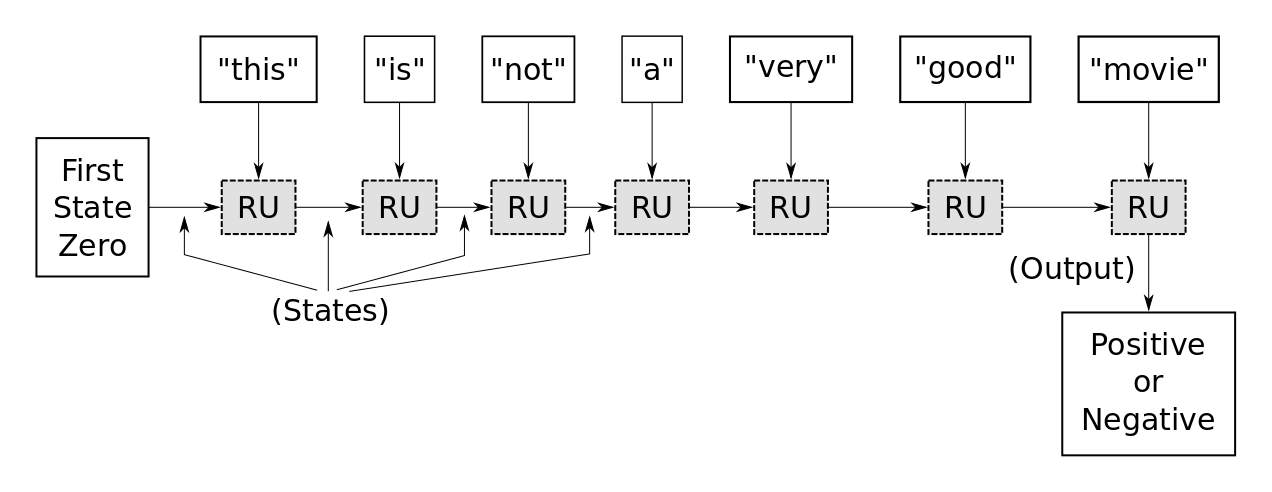 "this" "is" "not" "a" "very" "good" "movie"
First
State
Zero
RU RU RU RU RU RU RU
(States)
(Output)
Positive
or
Negative